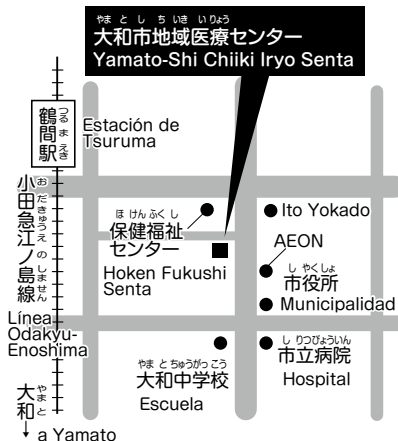 やまとしちいきいりょう
大和市地域医療センター
Yamato-Shi Chiiki Iryo Senta
つるまえき
鶴間駅
Estación de
Tsuruma
おだきゅうえのしません
小田急江ノ島線
ほけんふくし
保健福祉
センター
Hoken Fukushi
Senta
Ito Yokado
AEON
しやくしょ
市役所
Municipalidad
Línea
Odakyu-
Enoshima
やまとちゅうがっこう
大和中学校
Escuela
しりつびょういん
市立病院
Hospital
やまと
大和
↓ a Yamato